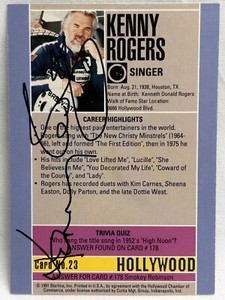 KENNY
ROGERS
SINGER
Born: Aug. 21, 1938, Houston, TX
Name at Birth: Kenneth Donald Rogers
Walk of Fame Star Location:
6666 Hollywood Blvd.
CAREER HIGHLIGHTS
• One of the highest paid entertainers in the world.
• Rogers sang with "The New Christy Minstrels" (1964-
66), left and formed "The First Edition", then in 1975 he
went out on his own.
• His hits include "Love Lifted Me", "Lucille", "She
Believes in Me", "You Decorated My Life", "Coward
of the County", and "Lady".
• Rogers has recorded duets with Kim Carnes, Sheena
Easton, Dolly Parton, and the late Dottie West.
TRIVIA QUIZ
Who sang the title song in 1952's "High Noon"?
ANSWER FOUND ON CARD # 178
Card No.23 HOLLYWOOD
ANSWER FOR CARD # 178 Smokey Robinson
© 1991 Starline, Inc. Printed in U.S.A.,